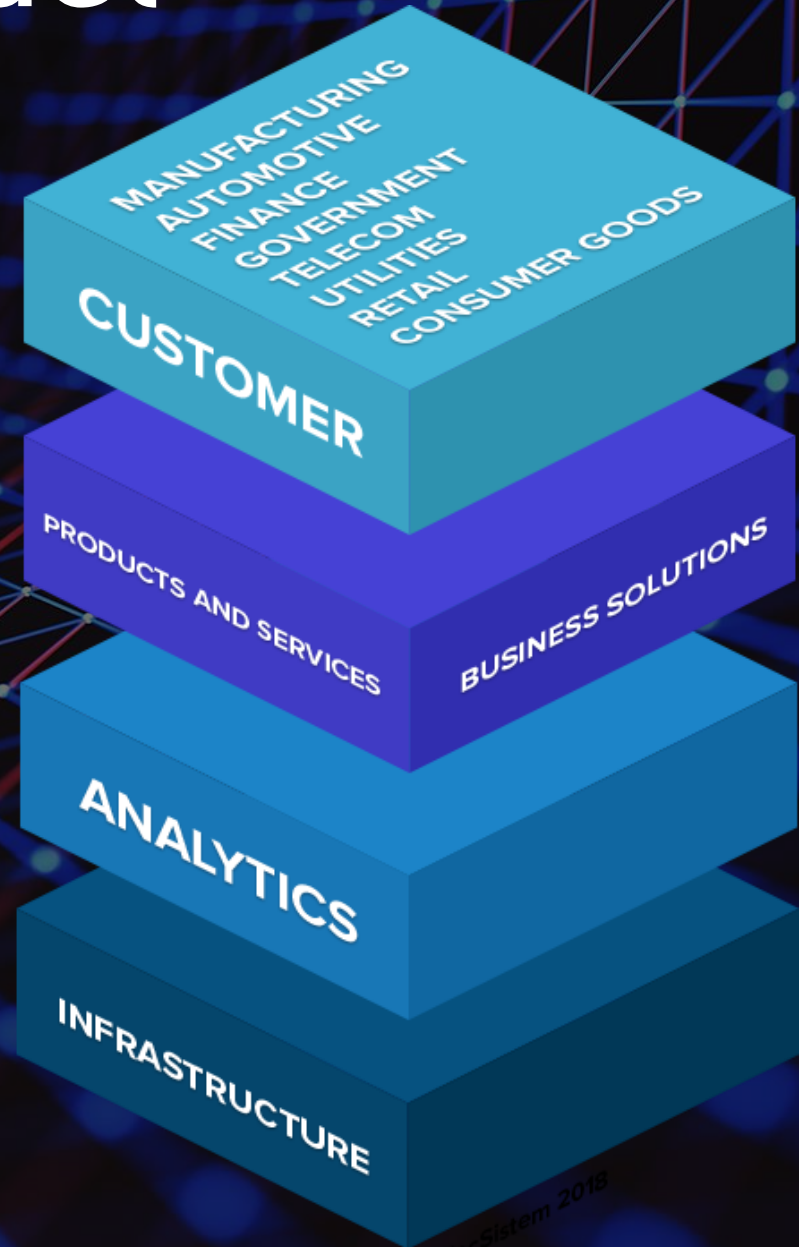 MANUFACTURING
AUTOMOTIVE
FINANCE
GOVERNMENT
TELECOM
UTILITIES
RETAIL
CONSUMER GOODS
CUSTOMER
PRODUCTS AND SERVICES
BUSINESS SOLUTIONS
ANALYTICS
INFRASTRUCTURE
2018